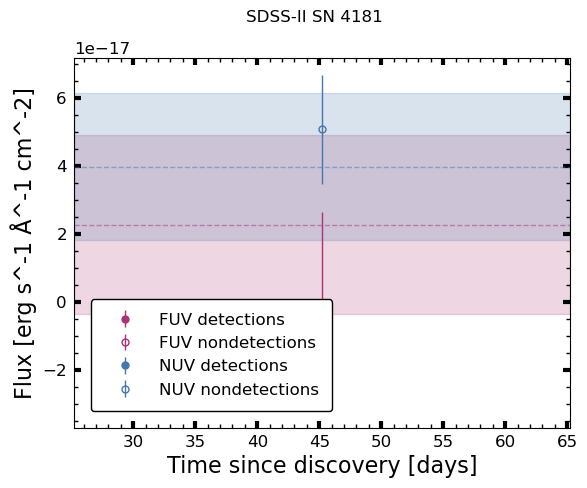 SDSS-II SN 4181
1e−17
Flux [erg s^-1 Å^-1 cm^-2]
6
4
2
0
−2
FUV detections
FUV nondetections
NUV detections
NUV nondetections
30 35 40 45 50 55 60 65
Time since discovery [days]